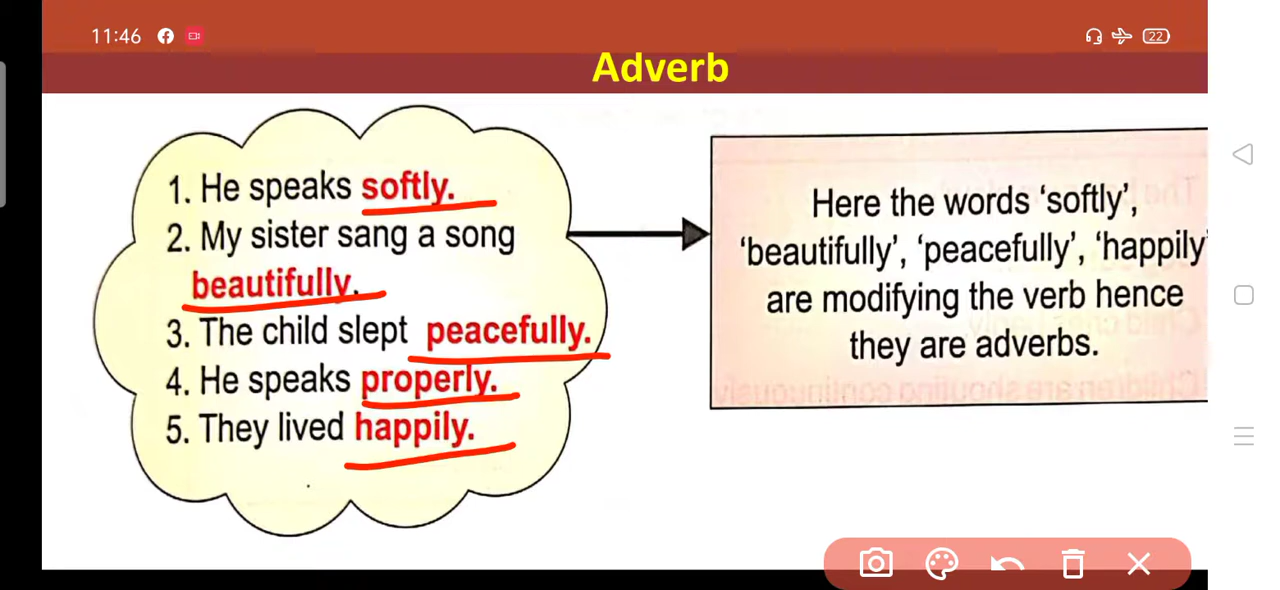 11:46
22
Adverb
1. He speaks softly.
2. My sister sang a song
beautifully.
3. The child slept peacefully.
4. He speaks properly.
5. They lived happily.
Here the words ‘softly’,
‘beautifully’, ‘peacefully’, ‘happily’
are modifying the verb hence
they are adverbs.